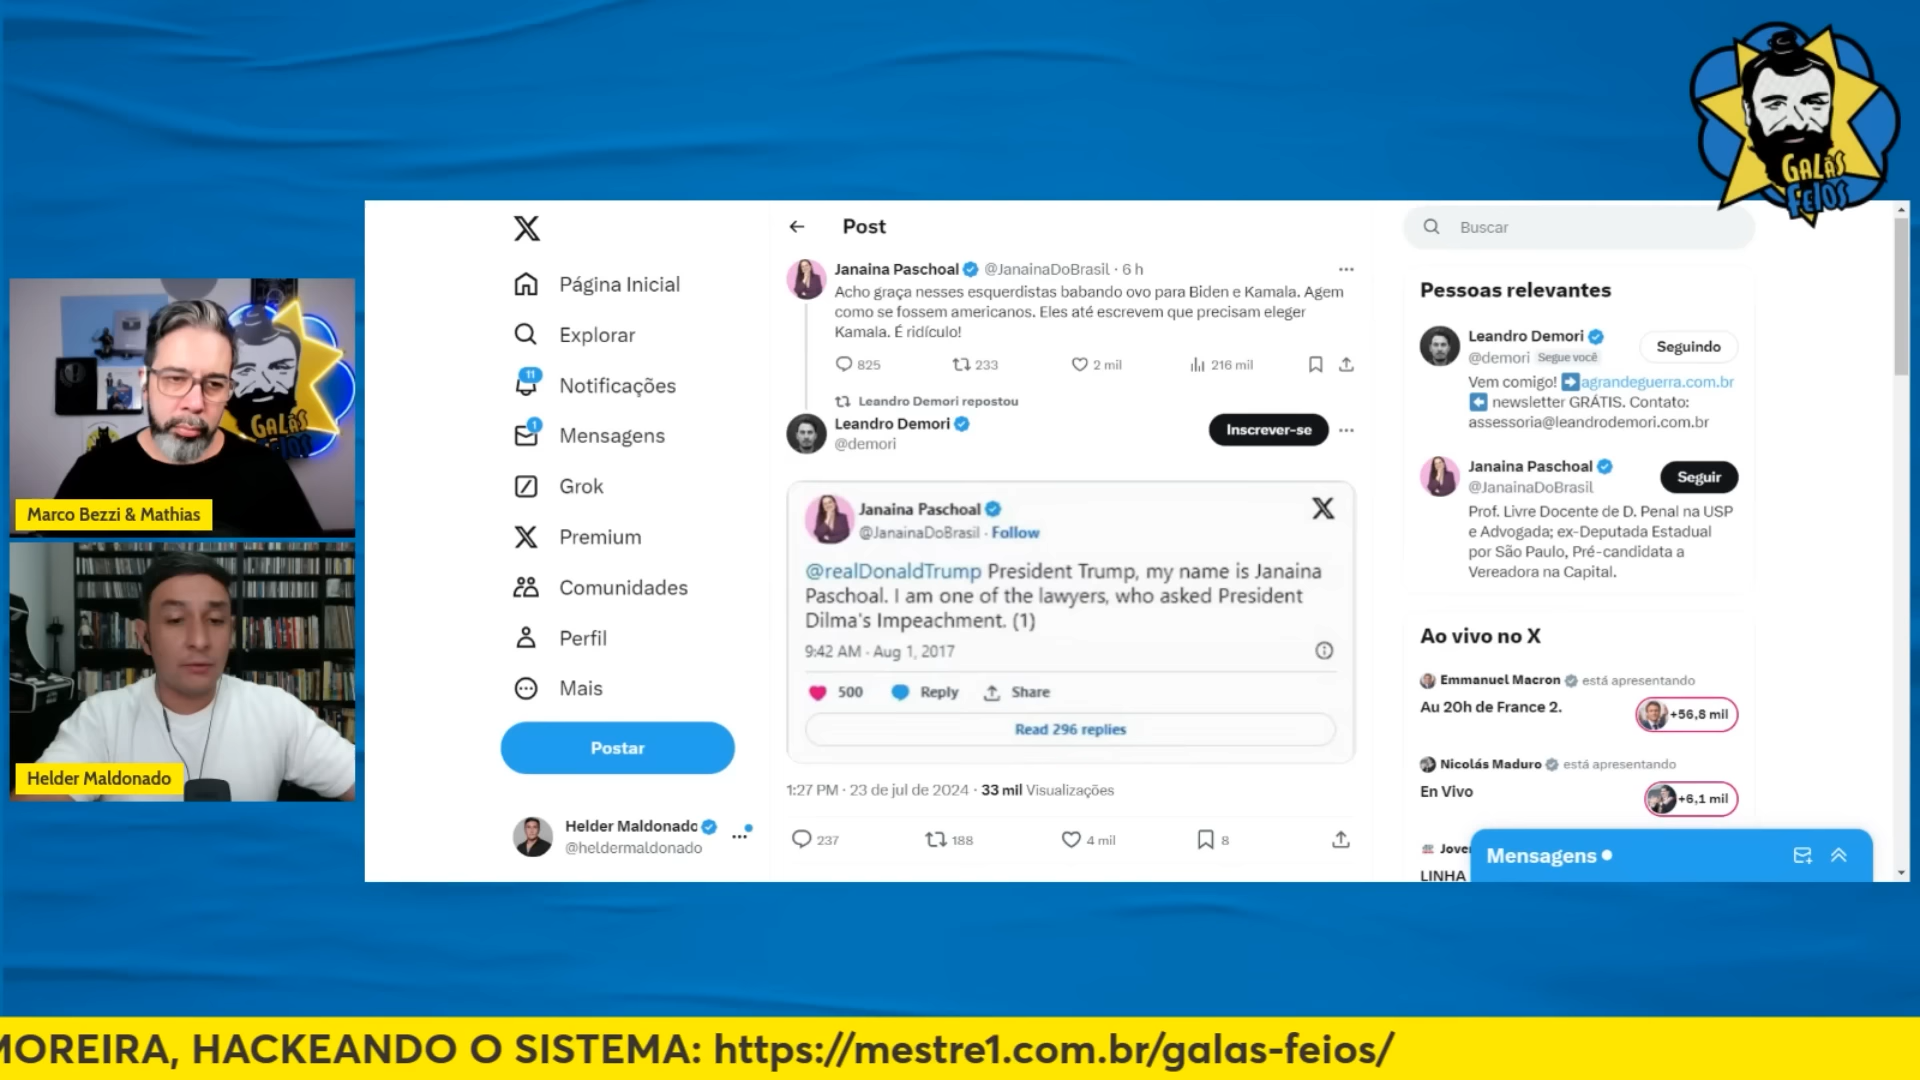 GALÃS
FEIOS
GALÃS
FEIOS
Marco Bezzi & Mathias
Helder Maldonado
Página Inicial
Explorar
11
Notificações
1
Mensagens
Grok
Premium
Comunidades
Perfil
Mais
Postar
Helder Maldonado
@heldermaldonado
Post
Janaina Paschoal @JanainaDoBrasil · 6 h
Acho graça nesses esquerdistas babando ovo para Biden e Kamala. Agem
como se fossem americanos. Eles até escrevem que precisam eleger
Kamala. É ridículo!
825 233 2 mil 216 mil
Leandro Demori repostou
Leandro Demori
@demori
Inscrever-se
Janaina Paschoal
@JanainaDoBrasil · Follow
@realDonaldTrump President Trump, my name is Janaina
Paschoal. I am one of the lawyers, who asked President
Dilma's Impeachment. (1)
9:42 AM · Aug 1, 2017
500 Reply Share
Read 296 replies
1:27 PM · 23 de jul de 2024 · 33 mil Visualizações
237 188 4 mil 8
Buscar
Pessoas relevantes
Leandro Demori
@demori Segue você
Seguindo
Vem comigo! ➡️agrandeguerra.com.br
⬅️ newsletter GRÁTIS. Contato:
assessoria@leandrodemori.com.br
Janaina Paschoal
@JanainaDoBrasil
Seguir
Prof. Livre Docente de D. Penal na USP
e Advogada; ex-Deputada Estadual
por São Paulo, Pré-candidata a
Vereadora na Capital.
Ao vivo no X
Emmanuel Macron está apresentando
Au 20h de France 2.
+56,8 mil
Nicolás Maduro está apresentando
En Vivo
+6,1 mil
Jove
LINHA
Mensagens
MOREIRA, HACKEANDO O SISTEMA: https://mestre1.com.br/galas-feios/